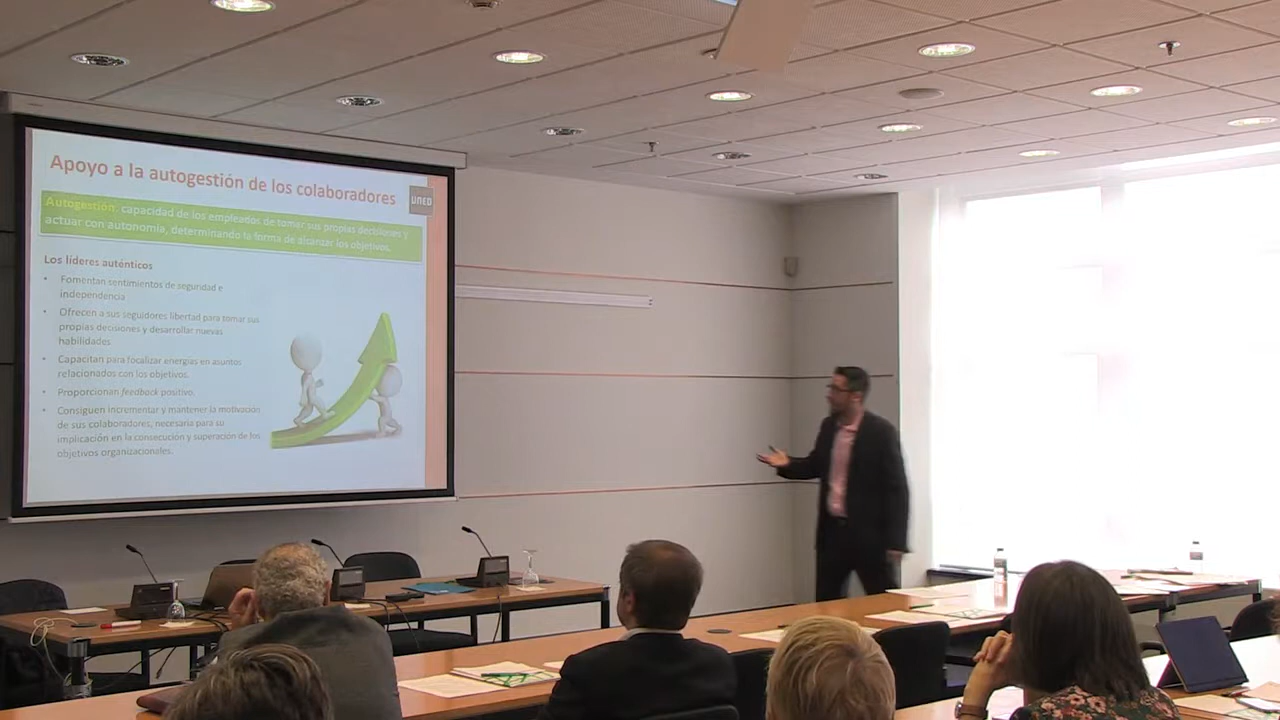 Apoyo a la autogestión de los colaboradores
UNED
Autogestión: capacidad de los empleados de tomar sus propias decisiones y
actuar con autonomía, determinando la forma de alcanzar los objetivos.
Los líderes auténticos
• Fomentan sentimientos de seguridad e
independencia
• Ofrecen a sus seguidores libertad para tomar sus
propias decisiones y desarrollar nuevas
habilidades.
• Capacitan para focalizar energías en asuntos
relacionados con los objetivos.
• Proporcionan feedback positivo.
• Consiguen incrementar y mantener la motivación
de sus colaboradores, necesaria para su
implicación en la consecución y superación de los
objetivos organizacionales.